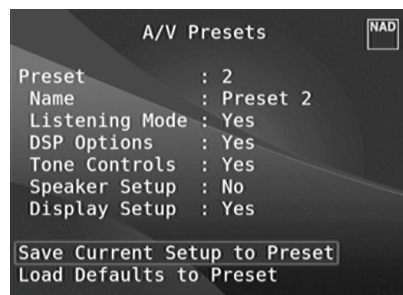 A/V Presets
NAD
Preset : 2
Name : Preset 2
Listening Mode : Yes
DSP Options : Yes
Tone Controls : Yes
Speaker Setup : No
Display Setup : Yes
Save Current Setup to Preset
Load Defaults to Preset